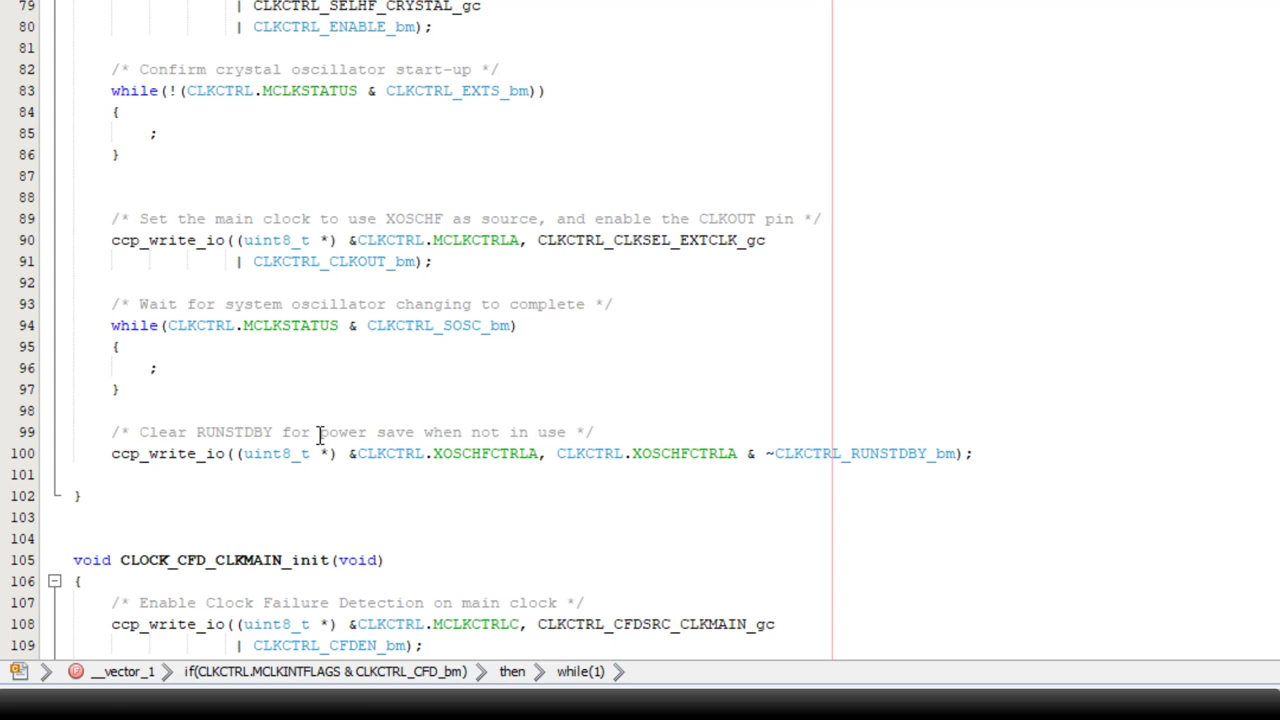 79 | CLKCTRL_SELHF_CRYSTAL_gc
80 | CLKCTRL_ENABLE_bm);
81
82 /* Confirm crystal oscillator start-up */
83 while(!(CLKCTRL.MCLKSTATUS & CLKCTRL_EXTS_bm))
84 {
85 ;
86 }
87
88
89 /* Set the main clock to use XOSCHF as source, and enable the CLKOUT pin */
90 ccp_write_io((uint8_t *) &CLKCTRL.MCLKCTRLA, CLKCTRL_CLKSEL_EXTCLK_gc
91 | CLKCTRL_CLKOUT_bm);
92
93 /* Wait for system oscillator changing to complete */
94 while(CLKCTRL.MCLKSTATUS & CLKCTRL_SOSC_bm)
95 {
96 ;
97 }
98
99 /* Clear RUNSTDBY for power save when not in use */
100 ccp_write_io((uint8_t *) &CLKCTRL.XOSCHFCTRLA, CLKCTRL.XOSCHFCTRLA & ~CLKCTRL_RUNSTDBY_bm);
101
102 }
103
104
105 void CLOCK_CFD_CLKMAIN_init(void)
106 {
107 /* Enable Clock Failure Detection on main clock */
108 ccp_write_io((uint8_t *) &CLKCTRL.MCLKCTRLC, CLKCTRL_CFDSRC_CLKMAIN_gc
109 | CLKCTRL_CFDEN_bm);
__vector_1 if(CLKCTRL.MCLKINTFLAGS & CLKCTRL_CFD_bm) then while(1)